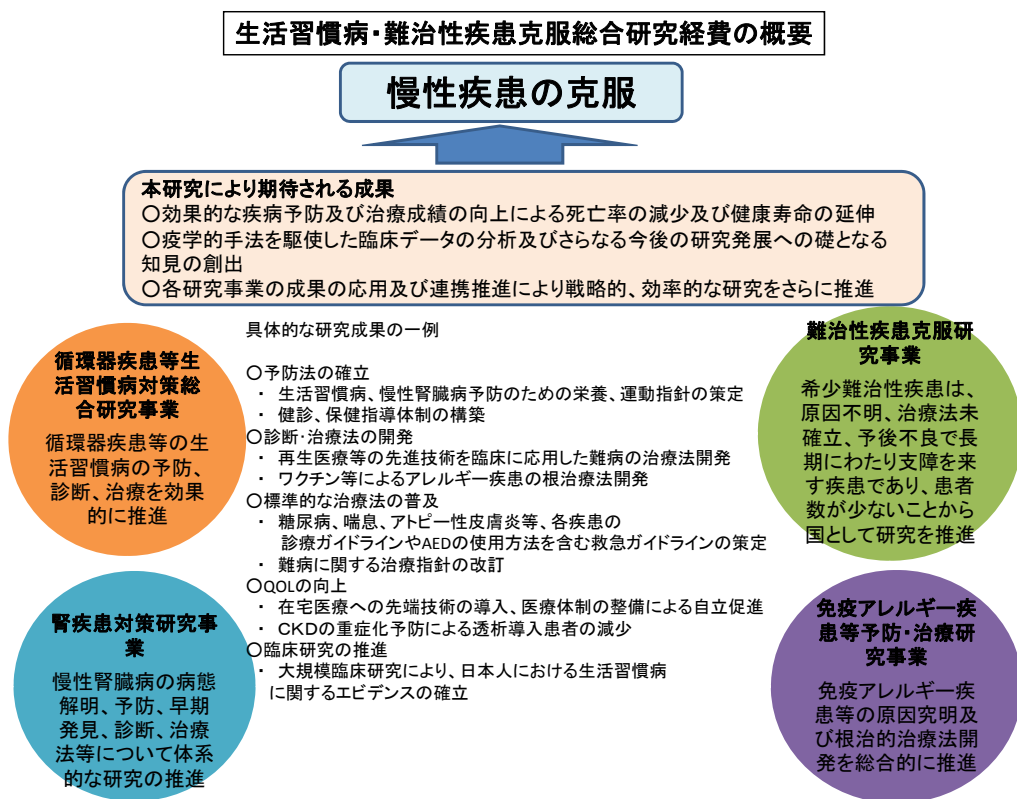 生活習慣病・難治性疾患克服総合研究経費の概要
慢性疾患の克服
本研究により期待される成果
○効果的な疾病予防及び治療成績の向上による死亡率の減少及び健康寿命の延伸
○疫学的手法を駆使した臨床データの分析及びさらなる今後の研究発展への礎となる
知見の創出
○各研究事業の成果の応用及び連携推進により戦略的、効率的な研究をさらに推進
循環器疾患等生
活習慣病対策総
合研究事業
循環器疾患等の生
活習慣病の予防、
診断、治療を効果
的に推進
腎疾患対策研究事
業
慢性腎臓病の病態
解明、予防、早期
発見、診断、治療
法等について体系
的な研究の推進
具体的な研究成果の一例
○予防法の確立
・ 生活習慣病、慢性腎臓病予防のための栄養、運動指針の策定
・ 健診、保健指導体制の構築
○診断・治療法の開発
・ 再生医療等の先進技術を臨床に応用した難病の治療法開発
・ ワクチン等によるアレルギー疾患の根治療法開発
○標準的な治療法の普及
・ 糖尿病、喘息、アトピー性皮膚炎等、各疾患の
診療ガイドラインやAEDの使用方法を含む救急ガイドラインの策定
・ 難病に関する治療指針の改訂
○QOLの向上
・ 在宅医療への先端技術の導入、医療体制の整備による自立促進
・ CKDの重症化予防による透析導入患者の減少
○臨床研究の推進
・ 大規模臨床研究により、日本人における生活習慣病
に関するエビデンスの確立
難治性疾患克服研
究事業
希少難治性疾患は、
原因不明、治療法未
確立、予後不良で長
期にわたり支障を来
す疾患であり、患者
数が少ないことから
国として研究を推進
免疫アレルギー疾
患等予防・治療研
究事業
免疫アレルギー疾
患等の原因究明及
び根治的治療法開
発を総合的に推進